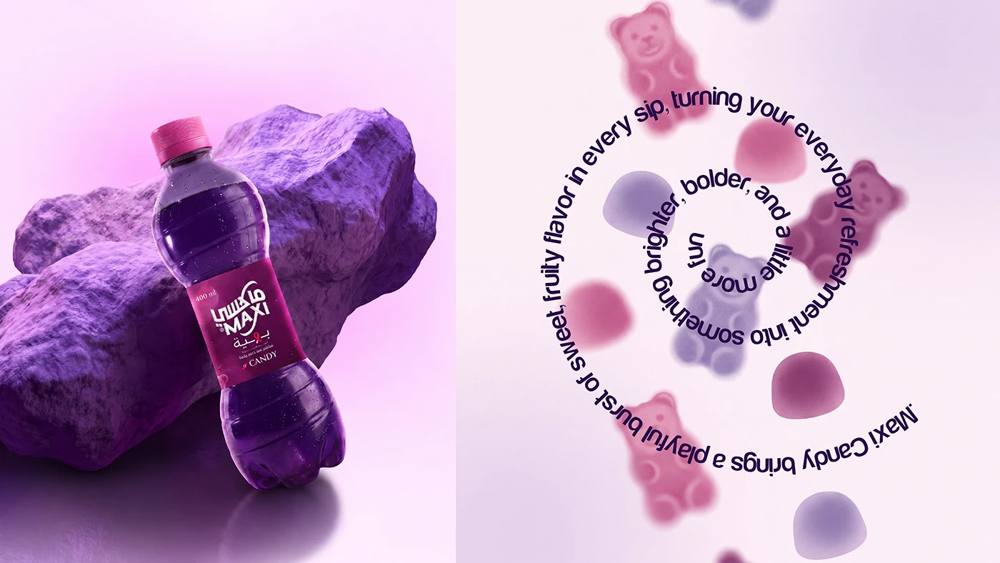 400 ml
ماكسي
MAXI
CANDY
.Maxi Candy brings a playful burst of sweet, fruity flavor in every sip, turning your everyday refreshment into something brighter, bolder, and a little more fun